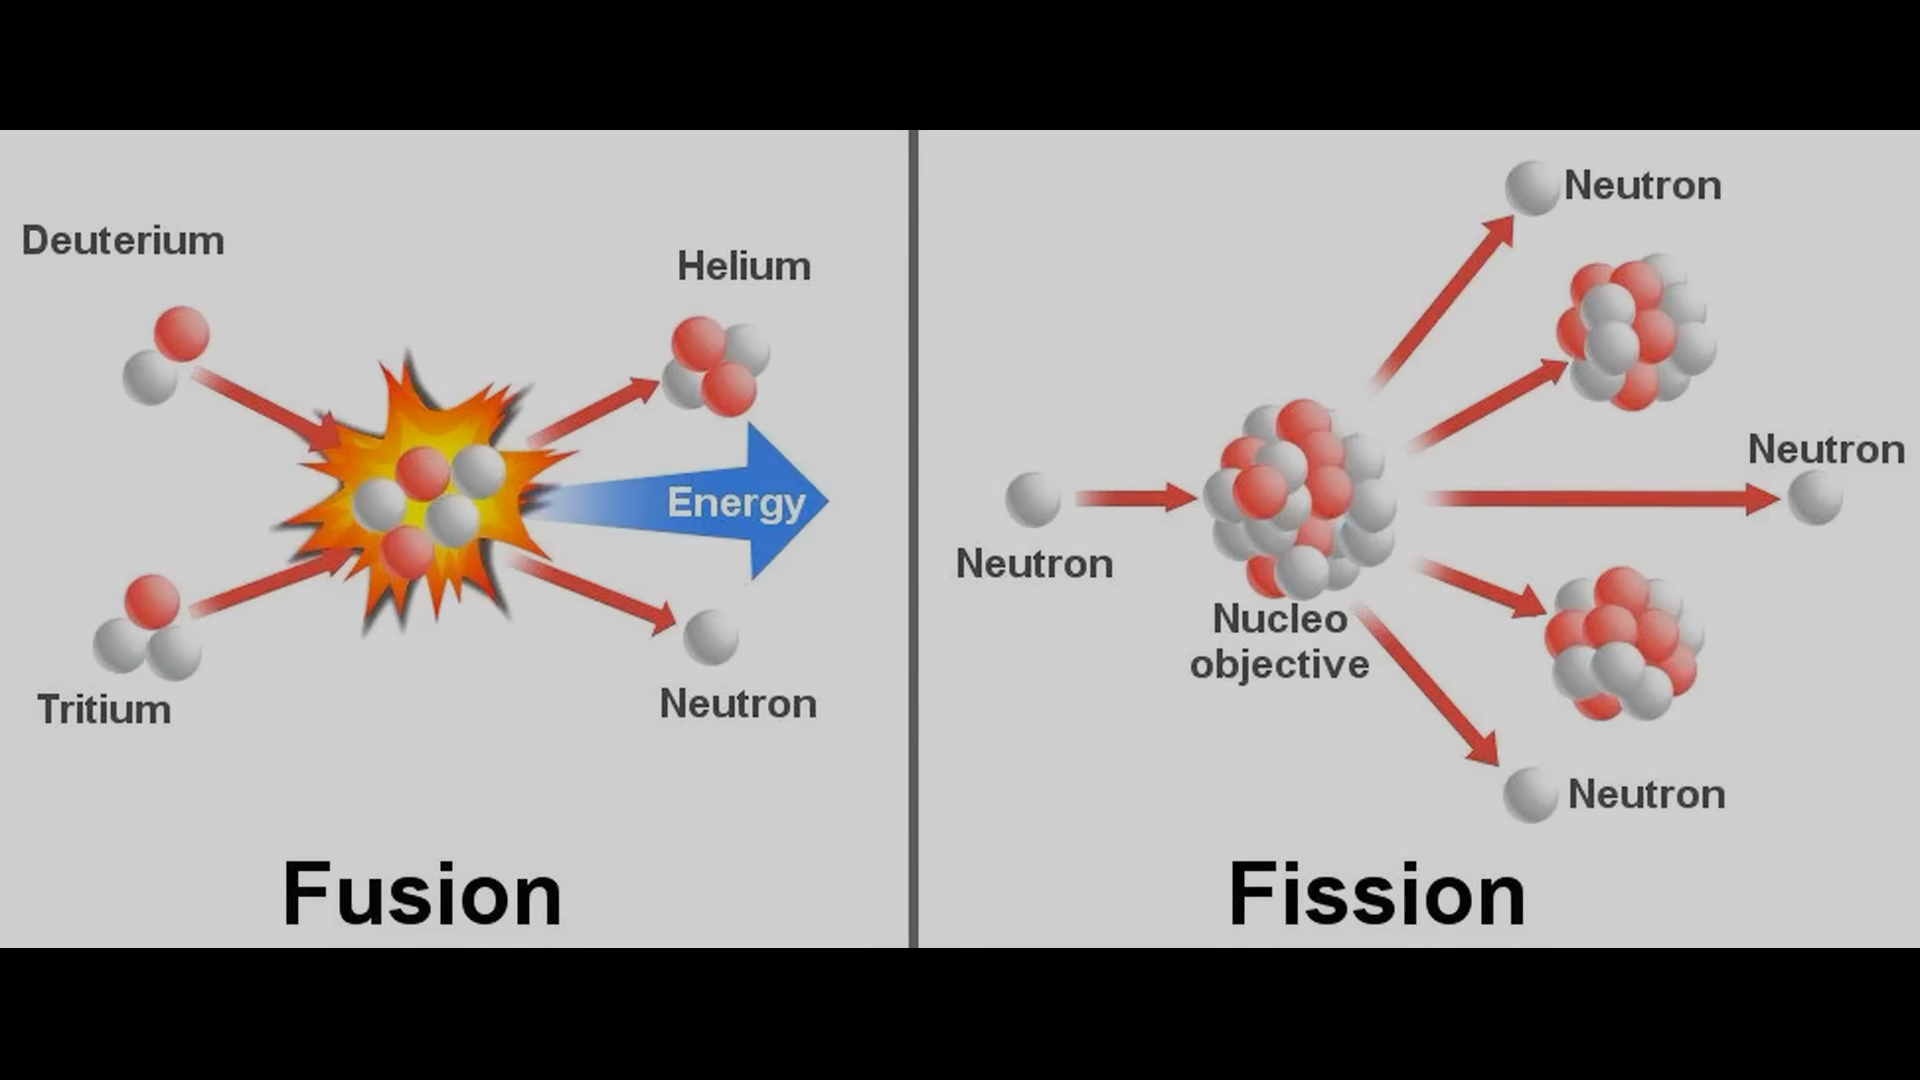 Deuterium
Helium
Energy
Tritium
Neutron
Fusion
Neutron
Neutron
Neutron
Nucleo
objective
Neutron
Fission